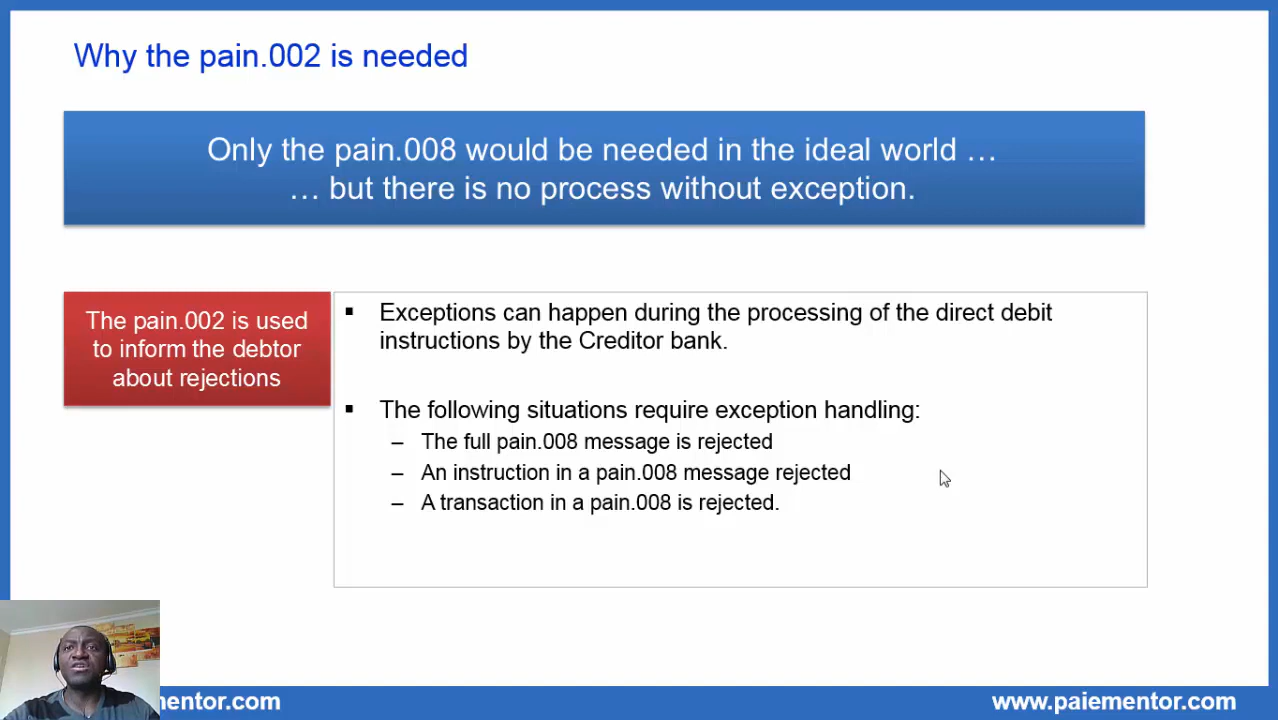 Why the pain.002 is needed
Only the pain.008 would be needed in the ideal world …
… but there is no process without exception.
The pain.002 is used
to inform the debtor
about rejections
▪ Exceptions can happen during the processing of the direct debit
instructions by the Creditor bank.
▪ The following situations require exception handling:
– The full pain.008 message is rejected
– An instruction in a pain.008 message rejected
– A transaction in a pain.008 is rejected.
mentor.com
www.paiementor.com